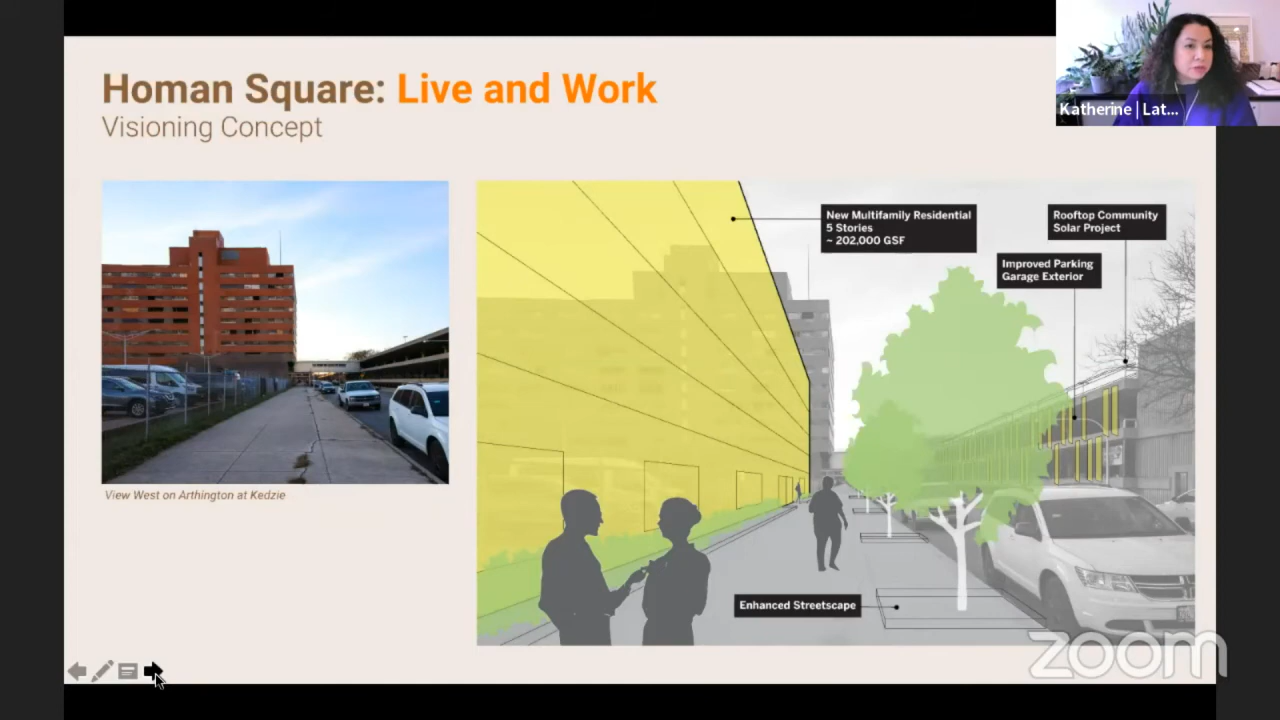 Homan Square: Live and Work
Visioning Concept
Katherine | Lat...
New Multifamily Residential
5 Stories
~ 202,000 GSF
Rooftop Community
Solar Project
Improved Parking
Garage Exterior
View West on Arthington at Kedzie
Enhanced Streetscape
zoom